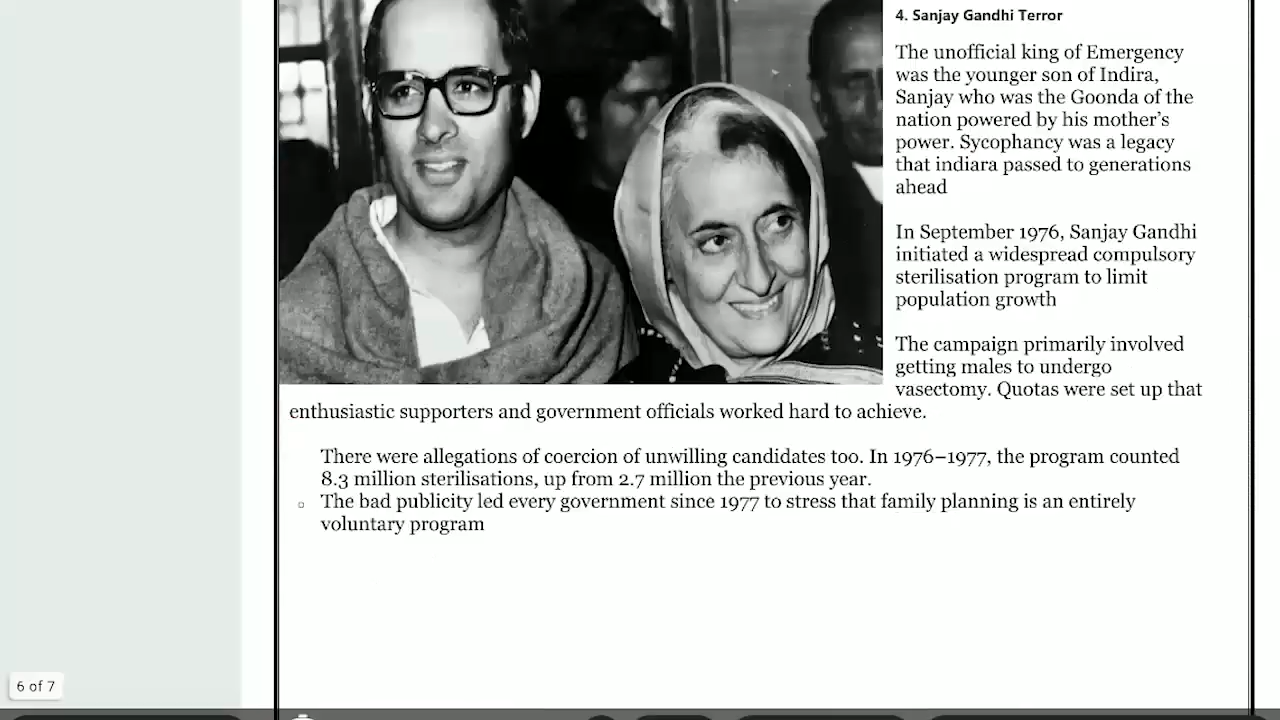 4. Sanjay Gandhi Terror
The unofficial king of Emergency
was the younger son of Indira,
Sanjay who was the Goonda of the
nation powered by his mother’s
power. Sycophancy was a legacy
that indiara passed to generations
ahead
In September 1976, Sanjay Gandhi
initiated a widespread compulsory
sterilisation program to limit
population growth
The campaign primarily involved
getting males to undergo
vasectomy. Quotas were set up that
enthusiastic supporters and government officials worked hard to achieve.
There were allegations of coercion of unwilling candidates too. In 1976–1977, the program counted
8.3 million sterilisations, up from 2.7 million the previous year.
The bad publicity led every government since 1977 to stress that family planning is an entirely
voluntary program
6 of 7